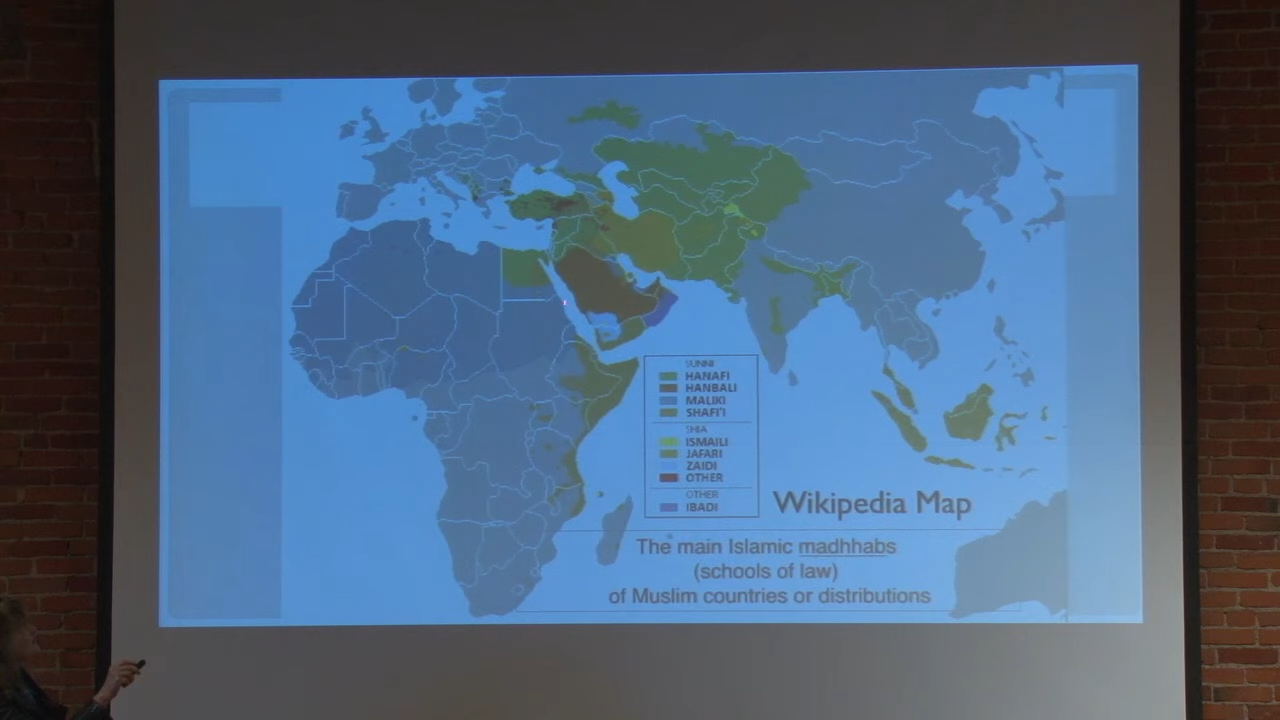 SUNNI
HANAFI
HANBALI
MALIKI
SHAFI'I
SHIA
ISMAILI
JAFARI
ZAIDI
OTHER
OTHER
IBADI
Wikipedia Map
The main Islamic madhhabs
(schools of law)
of Muslim countries or distributions